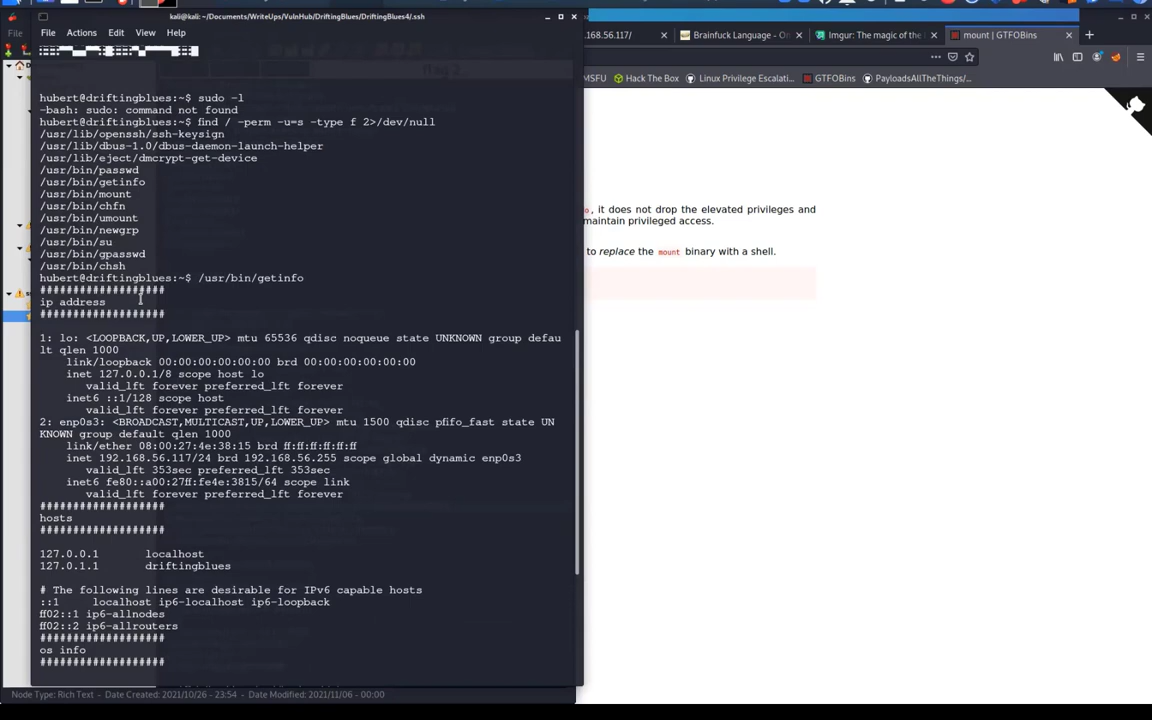 kali@kali: ~/Documents/WriteUps/VulnHub/DriftingBlues/DriftingBlues4/.ssh
File Actions Edit View Help
.168.56.117/
Brainfuck Language - On
Imgur: The magic of the
mount | GTFOBins
MSFU
Hack The Box
Linux Privilege Escalati...
GTFOBins
PayloadsAllTheThings/...
hubert@driftingblues:~$ sudo -l
-bash: sudo: command not found
hubert@driftingblues:~$ find / -perm -u=s -type f 2>/dev/null
/usr/lib/openssh/ssh-keysign
/usr/lib/dbus-1.0/dbus-daemon-launch-helper
/usr/lib/eject/dmcrypt-get-device
/usr/bin/passwd
/usr/bin/getinfo
/usr/bin/mount
/usr/bin/chfn
/usr/bin/umount
/usr/bin/newgrp
/usr/bin/su
/usr/bin/gpasswd
/usr/bin/chsh
hubert@driftingblues:~$ /usr/bin/getinfo
###################
ip address
###################
1: lo: <LOOPBACK,UP,LOWER_UP> mtu 65536 qdisc noqueue state UNKNOWN group defau
lt qlen 1000
link/loopback 00:00:00:00:00:00 brd 00:00:00:00:00:00
inet 127.0.0.1/8 scope host lo
valid_lft forever preferred_lft forever
inet6 ::1/128 scope host
valid_lft forever preferred_lft forever
2: enp0s3: <BROADCAST,MULTICAST,UP,LOWER_UP> mtu 1500 qdisc pfifo_fast state UN
KNOWN group default qlen 1000
link/ether 08:00:27:4e:38:15 brd ff:ff:ff:ff:ff:ff
inet 192.168.56.117/24 brd 192.168.56.255 scope global dynamic enp0s3
valid_lft 353sec preferred_lft 353sec
inet6 fe80::a00:27ff:fe4e:3815/64 scope link
valid_lft forever preferred_lft forever
###################
hosts
###################
127.0.0.1 localhost
127.0.1.1 driftingblues
# The following lines are desirable for IPv6 capable hosts
::1 localhost ip6-localhost ip6-loopback
ff02::1 ip6-allnodes
ff02::2 ip6-allrouters
###################
os info
###################
, it does not drop the elevated privileges and
maintain privileged access.
to replace the mount binary with a shell.
Node Type: Rich Text - Date Created: 2021/10/26 - 23:54 - Date Modified: 2021/11/06 - 00:00